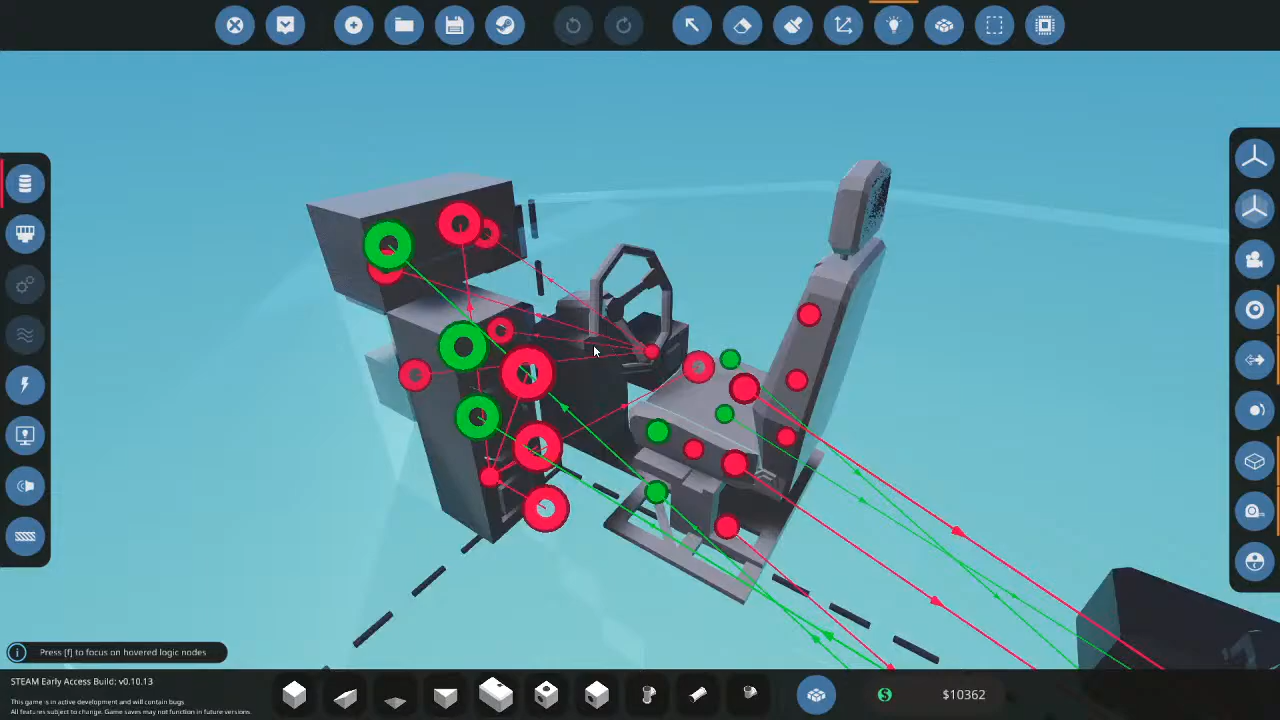 Press [f] to focus on hovered logic nodes
STEAM Early Access Build: v0.10.13
This game is in active development and will contain bugs
All features subject to change. Game saves may not function in future versions.
$ $10362